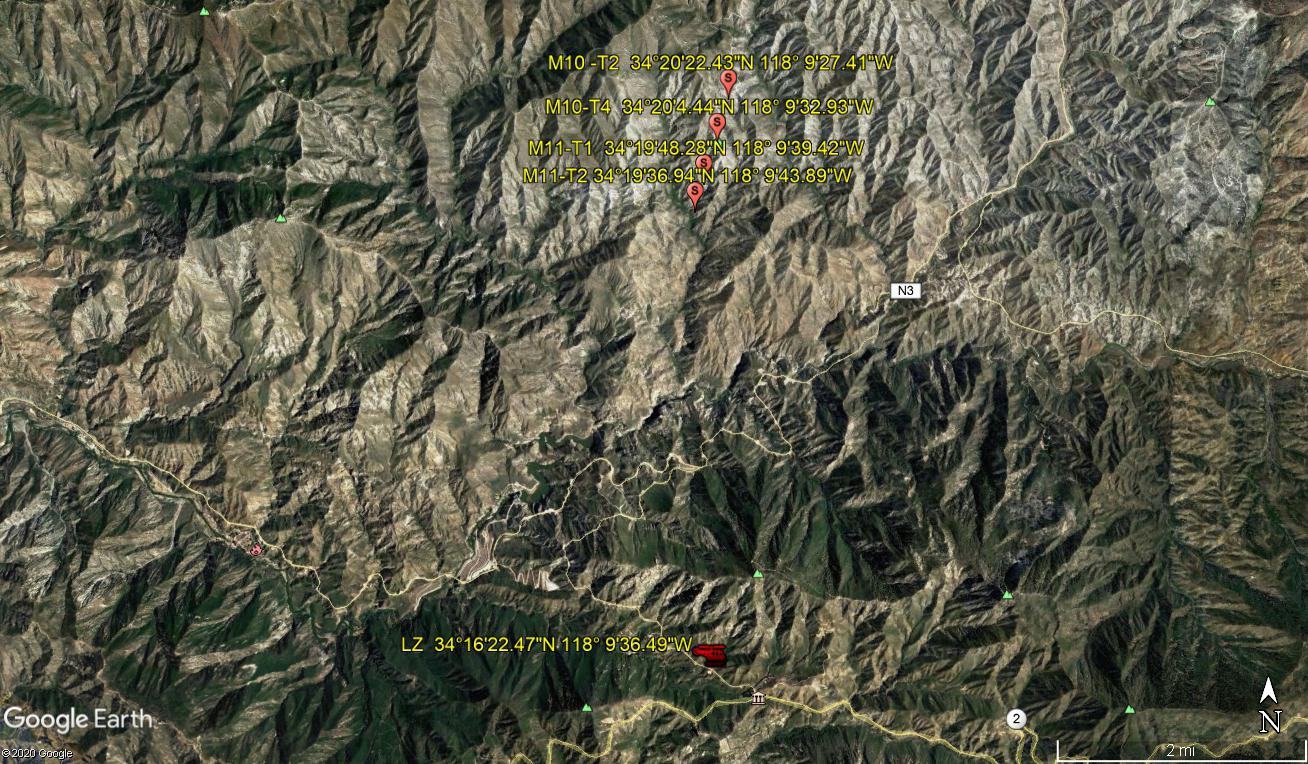 M10 -T2  34°20'22.43"N 118° 9'27.41"W
S
M10-T4  34°20'4.44"N 118° 9'32.93"W
S
M11-T1  34°19'48.28"N 118° 9'39.42"W
S
M11-T2 34°19'36.94"N 118° 9'43.89"W
S
N3
LZ  34°16'22.47"N 118° 9'36.49"W
2
N
Google Earth
© 2020 Google
2 mi